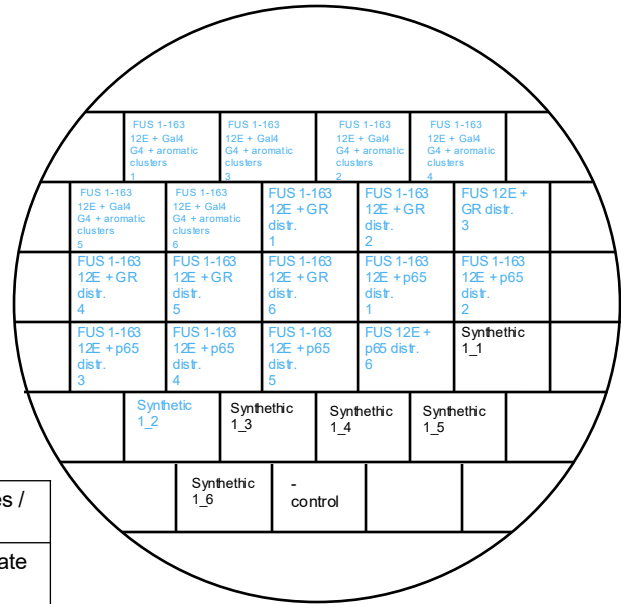 FUS 1-163
12E + Gal4
G4 + aromatic
clusters
1
FUS 1-163
12E + Gal4
G4 + aromatic
clusters
3
FUS 1-163
12E + Gal4
G4 + aromatic
clusters
2
FUS 1-163
12E + Gal4
G4 + aromatic
clusters
4
FUS 1-163
12E + Gal4
G4 + aromatic
clusters
5
FUS 1-163
12E + Gal4
G4 + aromatic
clusters
6
FUS 1-163
12E + GR
distr.
1
FUS 1-163
12E + GR
distr.
2
FUS 12E +
GR distr.
3
FUS 1-163
12E + GR
distr.
4
FUS 1-163
12E + GR
distr.
5
FUS 1-163
12E + GR
distr.
6
FUS 1-163
12E + p65
distr.
1
FUS 1-163
12E + p65
distr.
2
FUS 1-163
12E + p65
distr.
3
FUS 1-163
12E + p65
distr.
4
FUS 1-163
12E + p65
distr.
5
FUS 12E +
p65 distr.
6
Synthethic
1_1
Synthetic
1_2
Synthethic
1_3
Synthethic
1_4
Synthethic
1_5
Synthethic
1_6
-
control
es /
ate